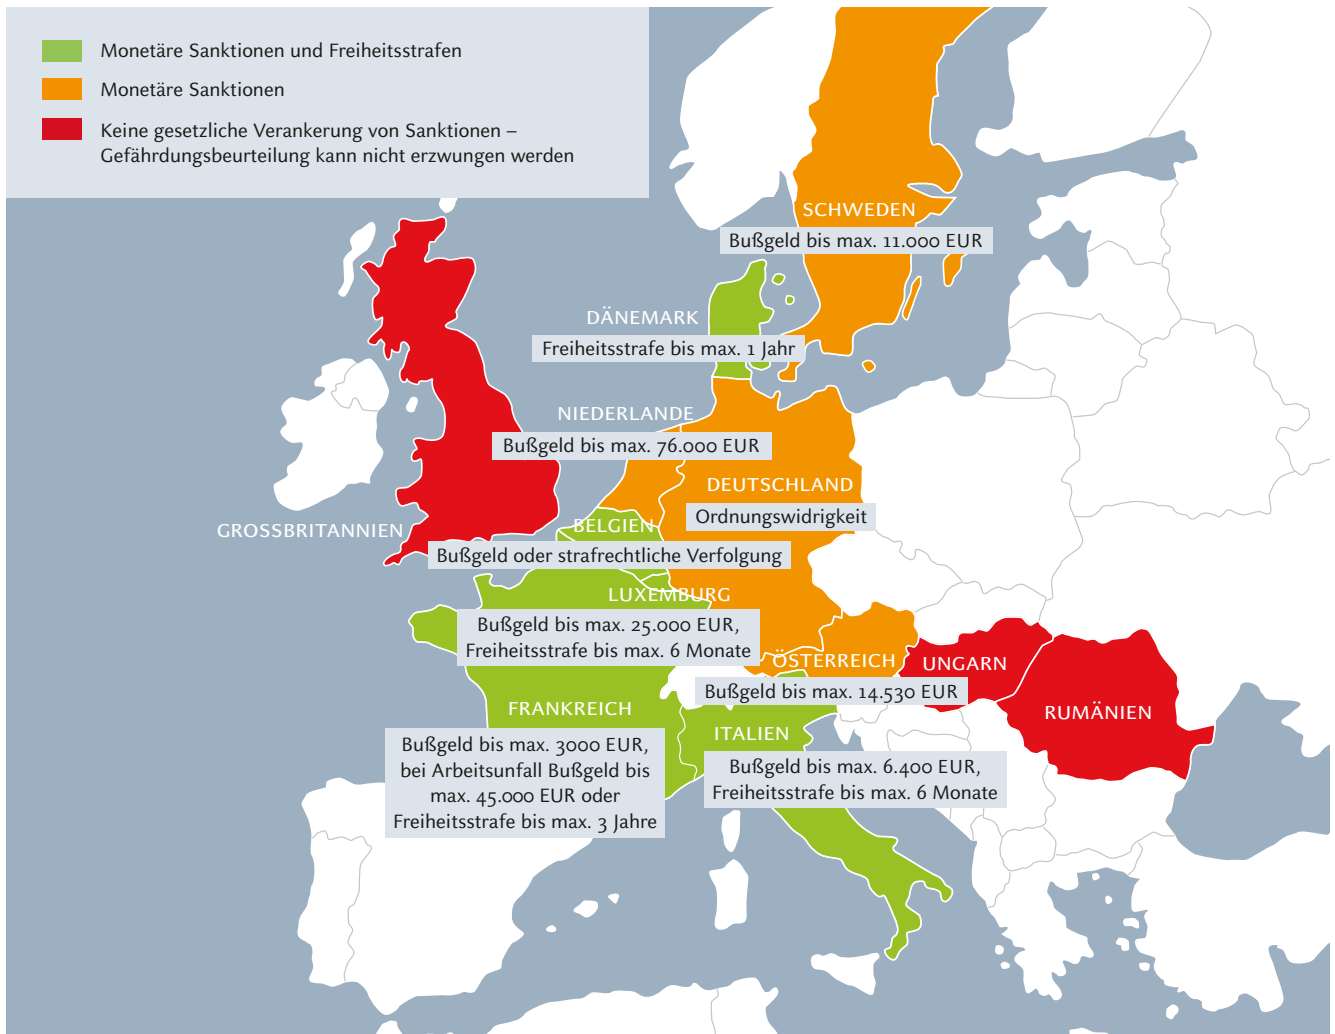 Monetäre Sanktionen und Freiheitsstrafen
Monetäre Sanktionen
Keine gesetzliche Verankerung von Sanktionen –
Gefährdungsbeurteilung kann nicht erzwungen werden
SCHWEDEN
Bußgeld bis max. 11.000 EUR
DÄNEMARK
Freiheitsstrafe bis max. 1 Jahr
NIEDERLANDE
Bußgeld bis max. 76.000 EUR
DEUTSCHLAND
Ordnungswidrigkeit
GROSSBRITANNIEN
BELGIEN
Bußgeld oder strafrechtliche Verfolgung
LUXEMBURG
Bußgeld bis max. 25.000 EUR,
Freiheitsstrafe bis max. 6 Monate
ÖSTERREICH
Bußgeld bis max. 14.530 EUR
UNGARN
RUMÄNIEN
FRANKREICH
Bußgeld bis max. 3000 EUR,
bei Arbeitsunfall Bußgeld bis
max. 45.000 EUR oder
Freiheitsstrafe bis max. 3 Jahre
ITALIEN
Bußgeld bis max. 6.400 EUR,
Freiheitsstrafe bis max. 6 Monate